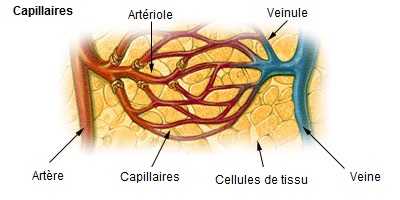 Capillaires
Artériole
Veinule
Artère
Capillaires
Cellules de tissu
Veine